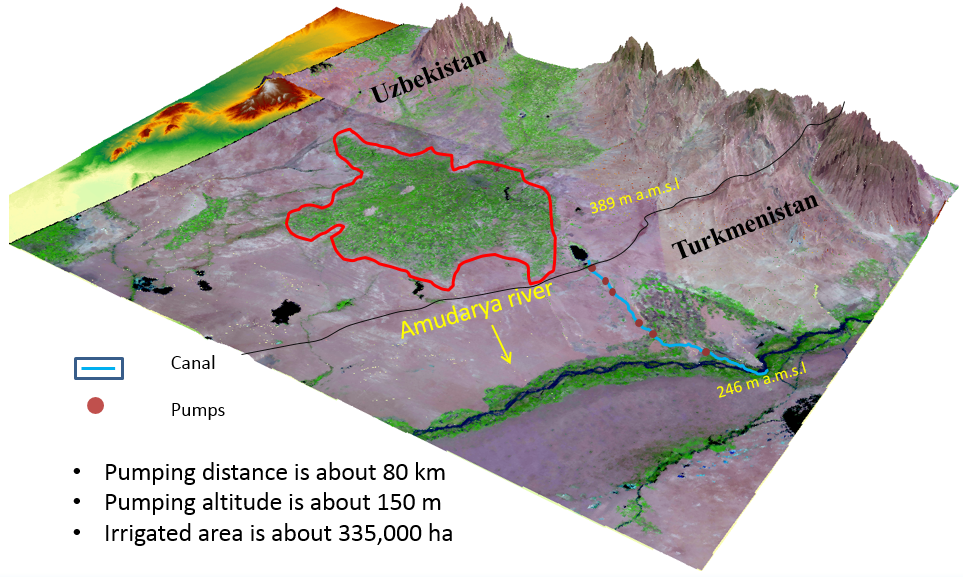 Uzbekistan
389 m a.m.s.l
Turkmenistan
Amudarya river
246 m a.m.s.l
Canal
Pumps
• Pumping distance is about 80 km
• Pumping altitude is about 150 m
• Irrigated area is about 335,000 ha